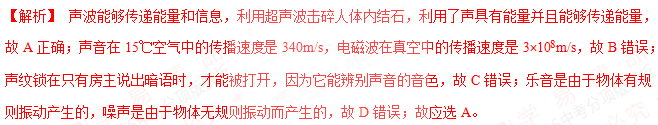 【解析】 声波能够传递能量和信息，利用超声波击碎人体内结石，利用了声具有能量并且能够传递能量，
故 A 正确；声音在 15℃空气中的传播速度是 340m/s，电磁波在真空中的传播速度是 3×10⁸m/s，故 B 错误；
声纹锁在只有房主说出暗语时，才能被打开，因为它能辨别声音的音色，故 C 错误；乐音是由于物体有规
则振动产生的，噪声是由于物体无规则振动而产生的，故 D 错误；故应选 A。